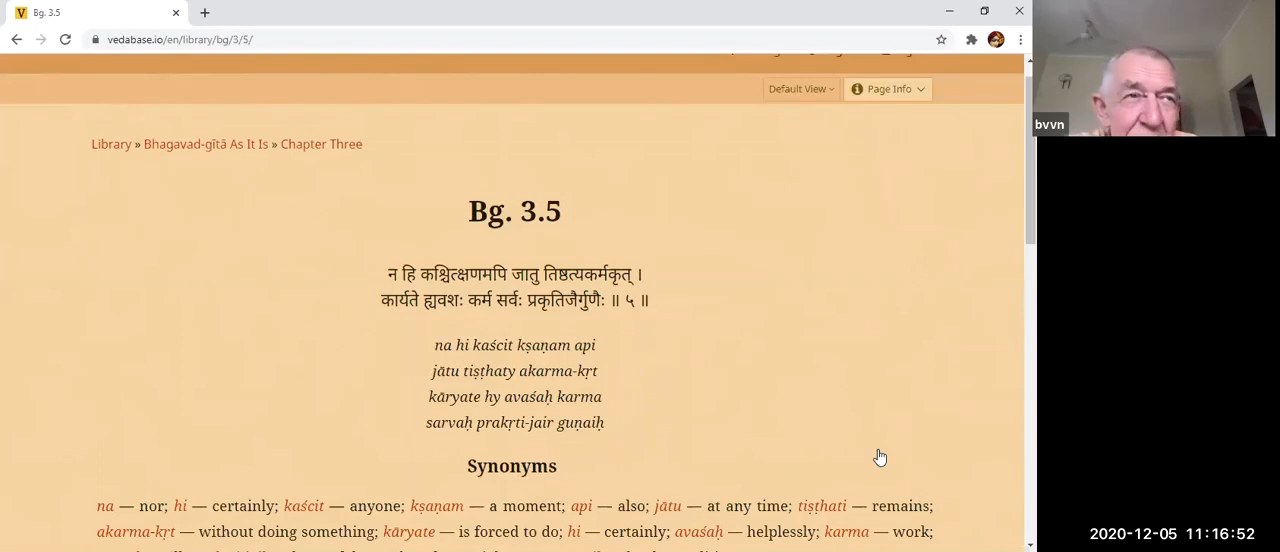 Bg. 3.5
vedabase.io/en/library/bg/3/5/
Default View
Page Info
bvvn
Library » Bhagavad-gītā As It Is » Chapter Three
Bg. 3.5
न हि कश्चित्क्षणमपि जातु तिष्ठत्यकर्मकृत् ।
कार्यते ह्यवशः कर्म सर्वः प्रकृतिजैर्गुणैः ॥ ५ ॥
na hi kaścit kṣaṇam api
jātu tiṣṭhaty akarma-kṛt
kāryate hy avaśaḥ karma
sarvaḥ prakṛti-jair guṇaiḥ
Synonyms
na — nor; hi — certainly; kaścit — anyone; kṣaṇam — a moment; api — also; jātu — at any time; tiṣṭhati — remains;
akarma-kṛt — without doing something; kāryate — is forced to do; hi — certainly; avaśaḥ — helplessly; karma — work;
2020-12-05 11:16:52